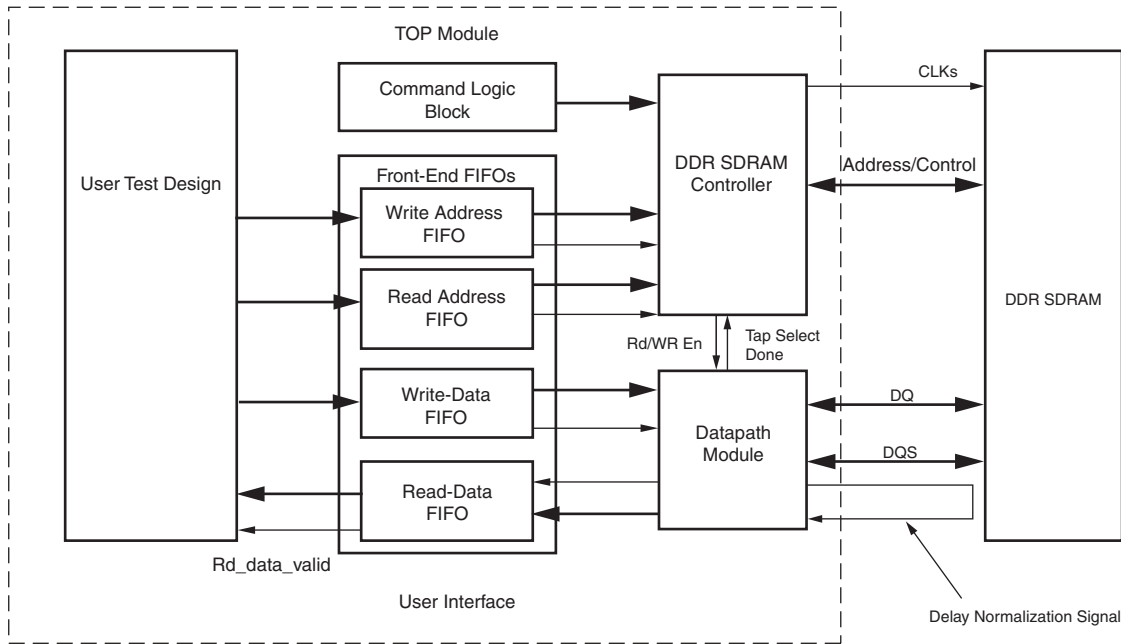 TOP Module
CLKs
Command Logic
Block
User Test Design
Front-End FIFOs
DDR SDRAM
Controller
Address/Control
Write Address
FIFO
Read Address
FIFO
DDR SDRAM
Rd/WR En
Tap Select
Done
Write-Data
FIFO
DQ
Datapath
Module
DQS
Read-Data
FIFO
Rd_data_valid
User Interface
Delay Normalization Signal